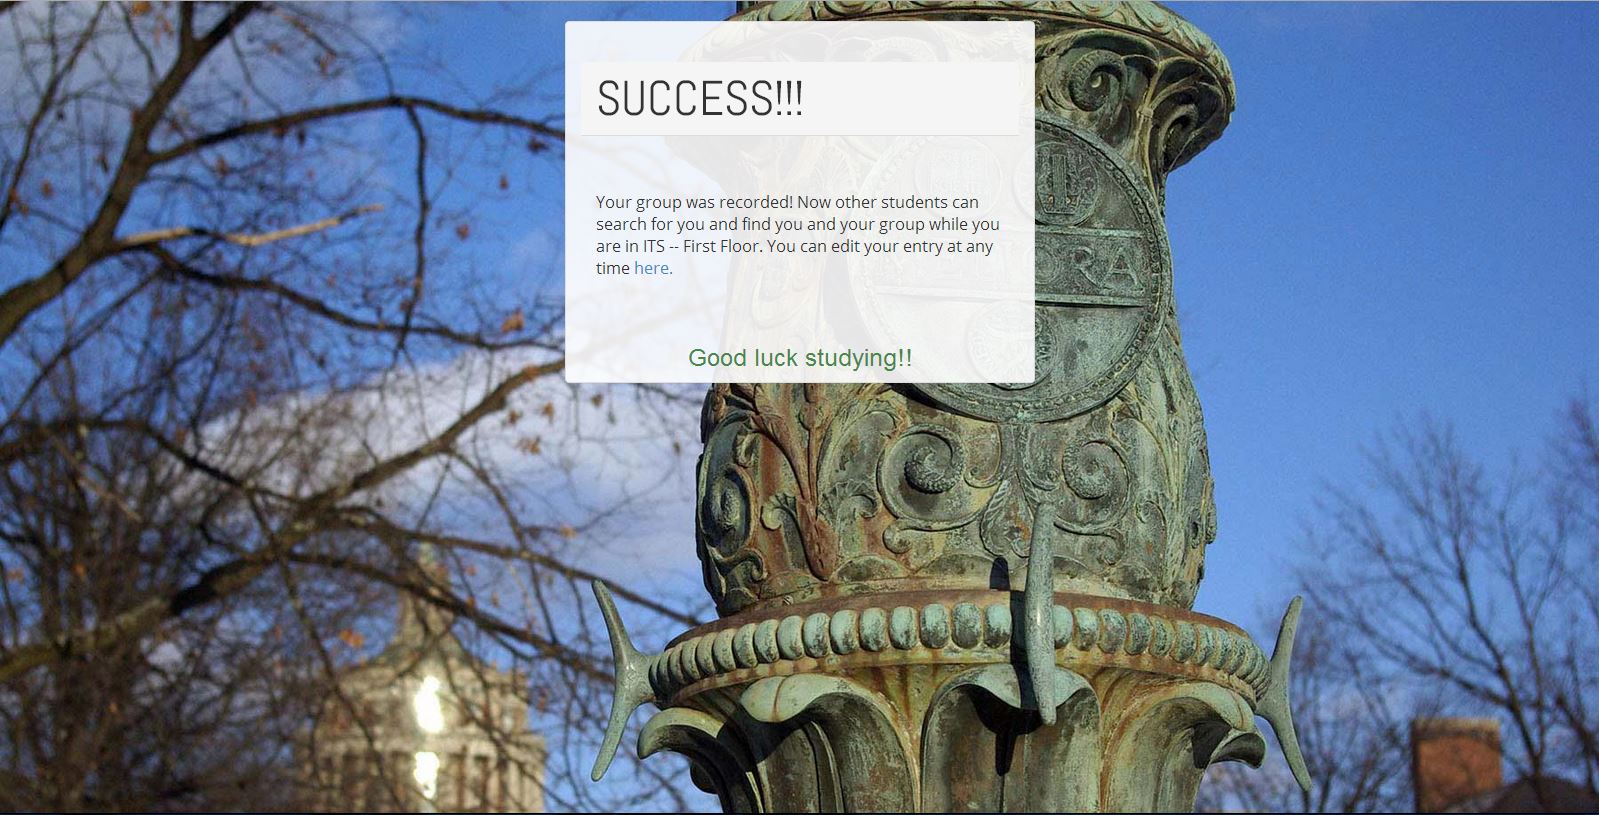 SUCCESS!!!
Your group was recorded! Now other students can
search for you and find you and your group while you
are in ITS -- First Floor. You can edit your entry at any
time here.
Good luck studying!!